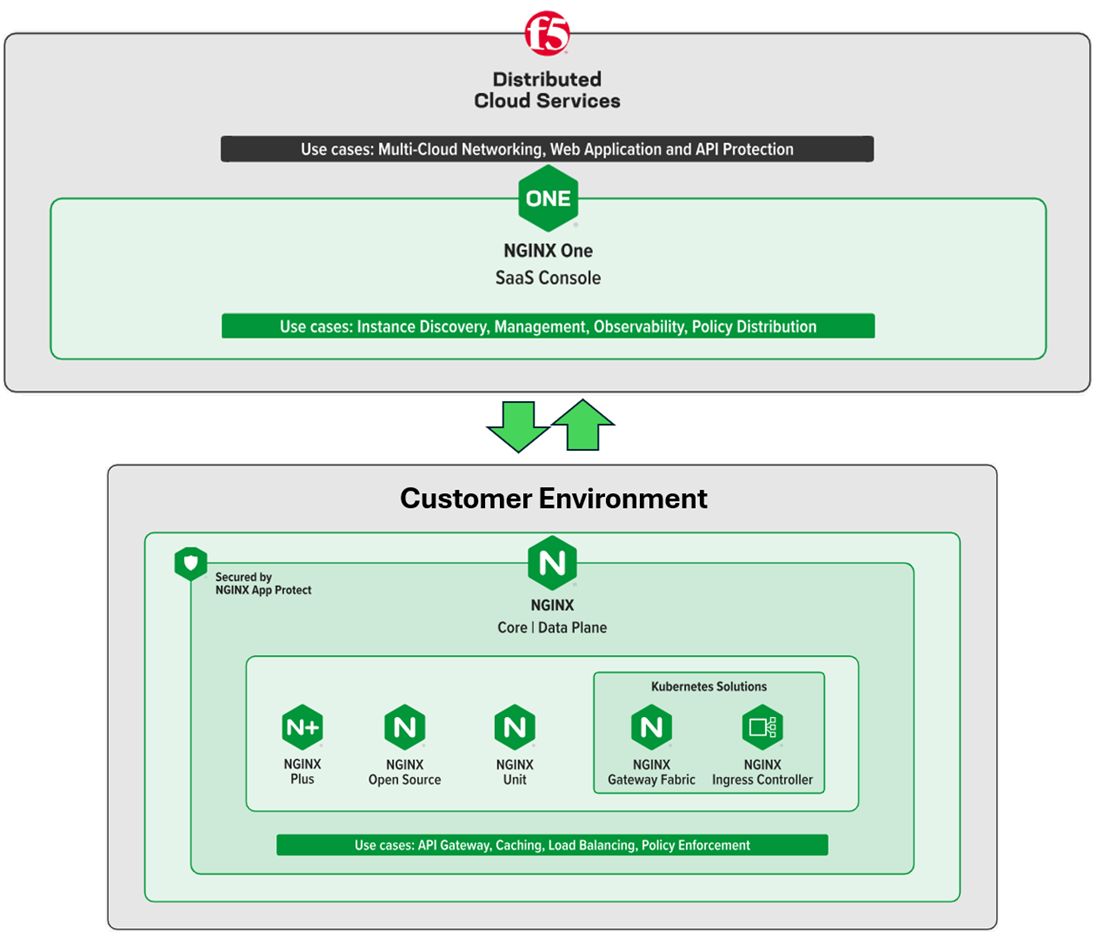 f5
Distributed
Cloud Services
Use cases: Multi-Cloud Networking, Web Application and API Protection
ONE
NGINX One
SaaS Console
Use cases: Instance Discovery, Management, Observability, Policy Distribution
Customer Environment
Secured by
NGINX App Protect
N
NGINX
Core | Data Plane
Kubernetes Solutions
N+
NGINX
Plus
N
NGINX
Open Source
N
NGINX
Unit
N
NGINX
Gateway Fabric
NGINX
Ingress Controller
Use cases: API Gateway, Caching, Load Balancing, Policy Enforcement